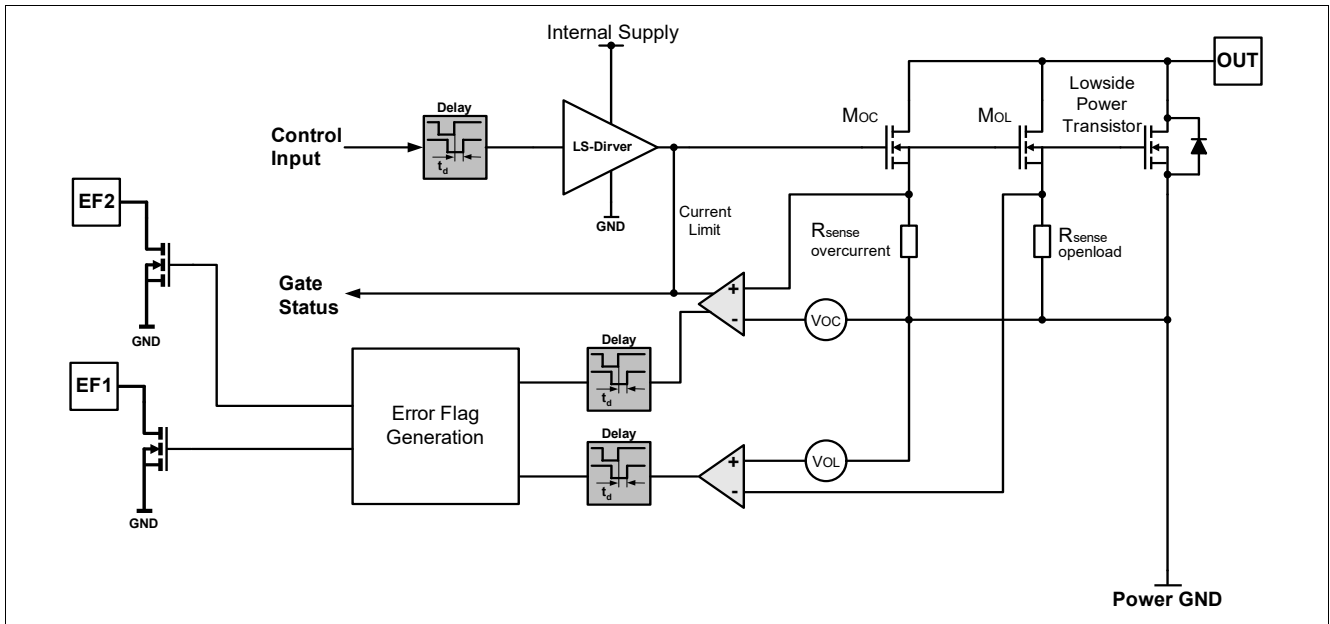 Internal Supply
OUT
Delay
td
Control
Input
LS-Dirver
GND
MOC
MOL
Lowside
Power
Transistor
EF2
GND
Current
Limit
Rsense
overcurrent
Rsense
openload
Gate
Status
+
-
VOC
Delay
td
EF1
GND
Error Flag
Generation
Delay
td
+
-
VOL
Power GND